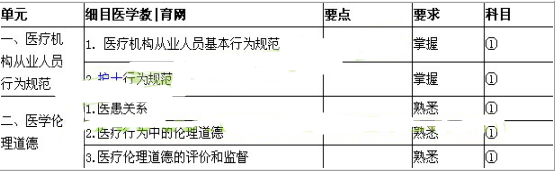 单元 细目医学教|育网 要点 要求 科目
一、医疗机构从业人员行为规范 1. 医疗机构从业人员基本行为规范 掌握 ①
2.护士行为规范 掌握 ①
二、医学伦理道德 1.医患关系 熟悉 ①
2.医疗行为中的伦理道德 熟悉 ①
3.医疗伦理道德的评价和监督 熟悉 ①